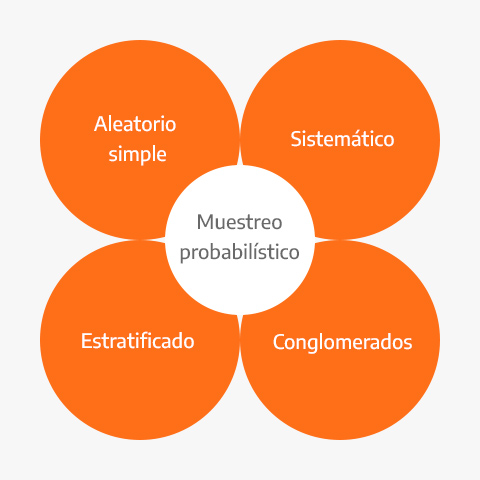 Aleatorio
simple
Sistemático
Muestreo
probabilístico
Estratificado
Conglomerados